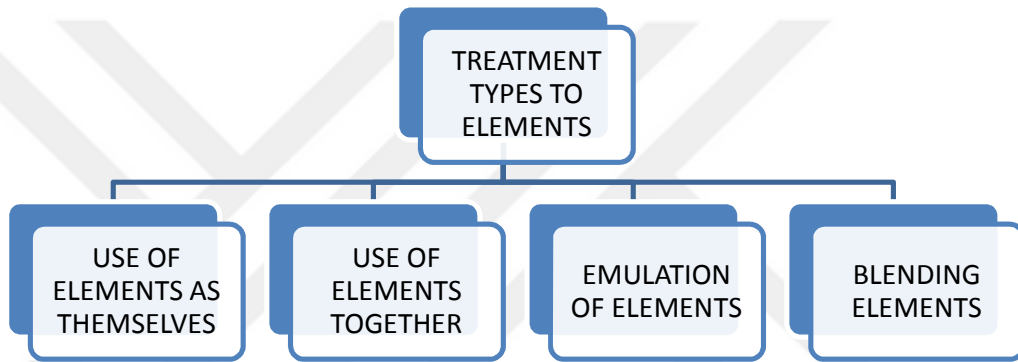 TREATMENT
TYPES TO
ELEMENTS
USE OF
ELEMENTS AS
THEMSELVES
USE OF
ELEMENTS
TOGETHER
EMULATION
OF ELEMENTS
BLENDING
ELEMENTS